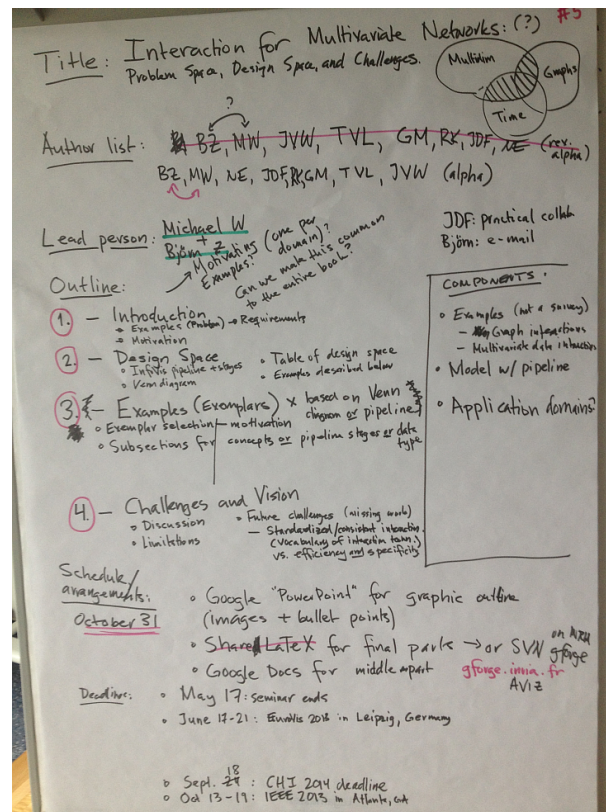 #5
Title: Interaction for Multivariate Networks: (?)
Problem Space, Design Space, and Challenges.
Multidim
Graphs
Time
?
Author list: BZ, MW, JVW, TVL, GM, RK, JDF, NE (rev. alpha)
BZ, MW, NE, JDF, RK, GM, TVL, JVW (alpha)
Lead person: Michael W
+
Björn Z
JDF: practical collab
Björn: e-mail
Motivating (one per
Examples? domain)?
Can we make this common
to the entire book?
Outline:
1. — Introduction
Examples (Problem) → Requirements
Motivation
2. — Design Space
Infovis pipeline + stages
Venn diagram
Table of design space
Examples described below
3. — Examples (Exemplars) × based on Venn
diagram or pipeline
Exemplar selection motivation
Subsections for concepts or pipeline stages or data
type
4. — Challenges and Vision
Discussion
Limitations
Future challenges (missing work)
— Standardized/consistent interaction
(Vocabulary of interaction)
vs. efficiency and specificity
COMPONENTS:
Examples (not a survey)
— Graph interactions
— Multivariate data interaction
Model w/ pipeline
Application domains?
Schedule/
arrangements:
October 31
Google "PowerPoint" for graphic outline
(images + bullet points)
ShareLaTeX for final parts → or SVN on gforge
Google Docs for middle part
gforge.inria.fr
AVIZ
Deadlines:
May 17: seminar ends
June 17-21: EuroVis 2013 in Leipzig, Germany
Sept. 18: CHI 2014 deadline
Oct 13-19: IEEE 2013 in Atlanta,